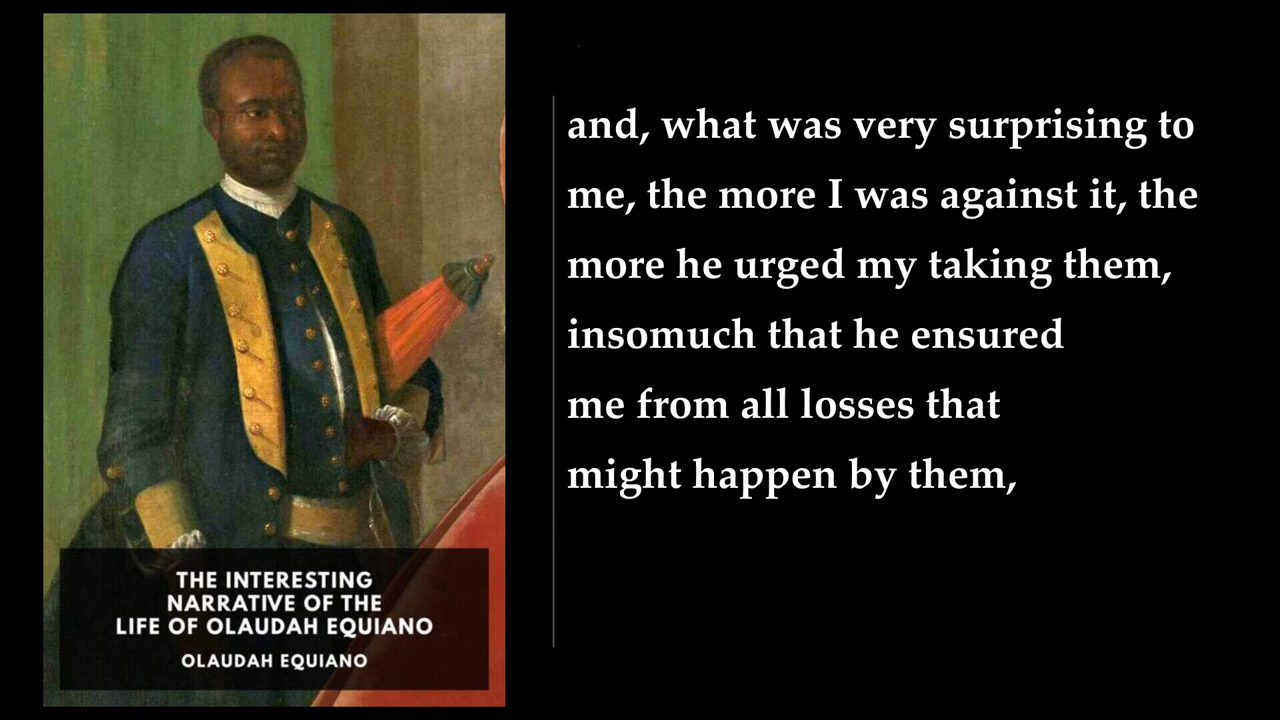 THE INTERESTING
NARRATIVE OF THE
LIFE OF OLAUDAH EQUIANO
OLAUDAH EQUIANO
and, what was very surprising to
me, the more I was against it, the
more he urged my taking them,
insomuch that he ensured
me from all losses that
might happen by them,